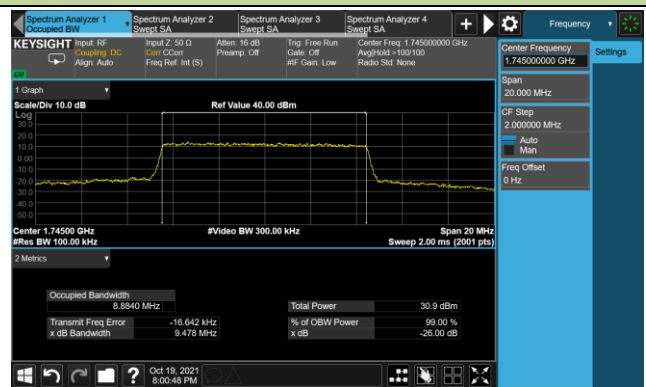 Spectrum Analyzer 1
Occupied BW
Spectrum Analyzer 2
Swept SA
Spectrum Analyzer 3
Swept SA
Spectrum Analyzer 4
Swept SA
+
Frequency
KEYSIGHT
Input: RF
Coupling: DC
Align: Auto
Input Z: 50 Ω
Corr CCorr
Freq Ref: Int (S)
Atten: 16 dB
Preamp: Off
Trig: Free Run
Gate: Off
#IF Gain: Low
Center Freq: 1.745000000 GHz
Avg|Hold:>100/100
Radio Std: None
Center Frequency
1.745000000 GHz
Settings
Span
20.000 MHz
CF Step
2.000000 MHz
Auto
Man
Freq Offset
0 Hz
1 Graph
Scale/Div 10.0 dB
Ref Value 40.00 dBm
Log
30.0
20.0
10.0
0.00
-10.0
-20.0
-30.0
-40.0
-50.0
Center 1.74500 GHz
#Video BW 300.00 kHz
Span 20 MHz
#Res BW 100.00 kHz
Sweep 2.00 ms (2001 pts)
2 Metrics
Occupied Bandwidth
8.8840 MHz
Total Power
30.9 dBm
Transmit Freq Error
-16.642 kHz
% of OBW Power
99.00 %
x dB Bandwidth
9.478 MHz
x dB
-26.00 dB
?
Oct 19, 2021
8:00:48 PM